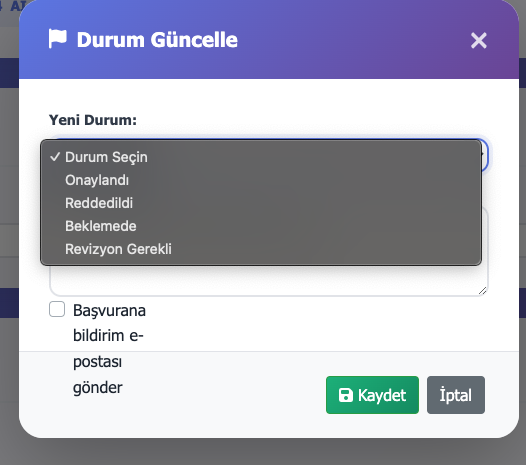 Durum Güncelle
Yeni Durum:
✓ Durum Seçin
Onaylandı
Reddedildi
Beklemede
Revizyon Gerekli
Başvurana
bildirim e-
postası
gönder
Kaydet
İptal